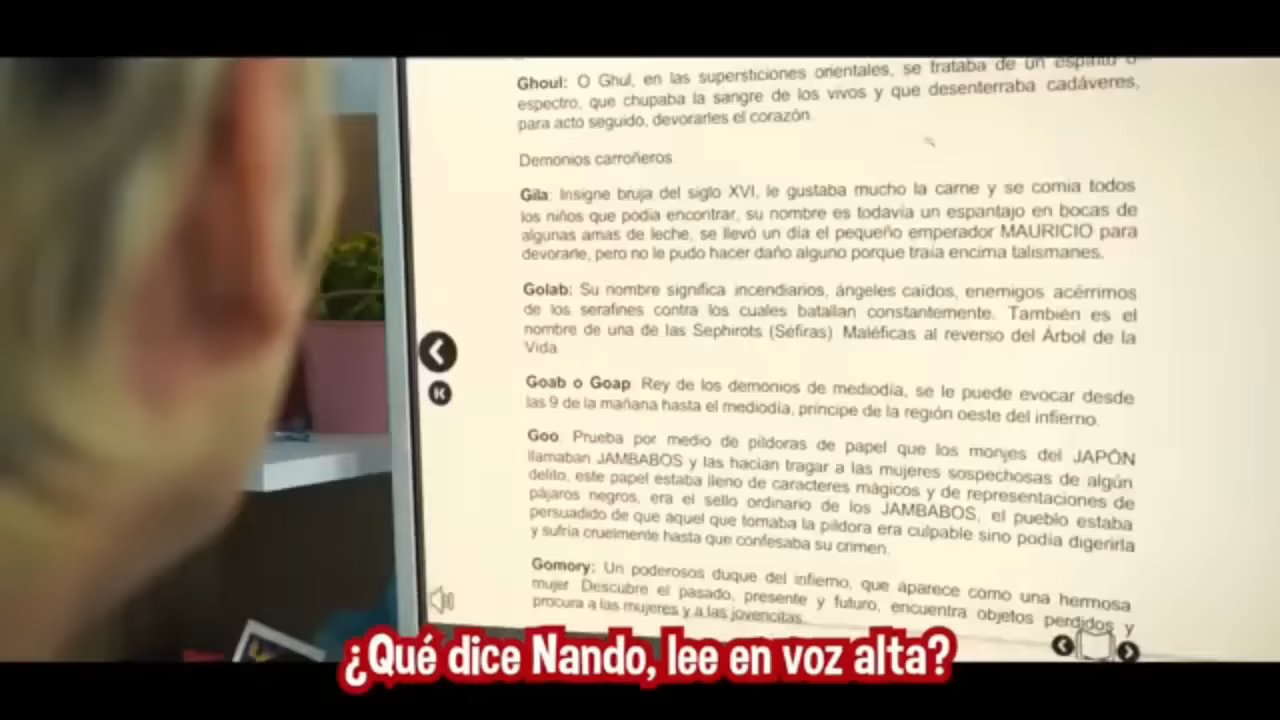 Ghoul: O Ghul, en las supersticiones orientales, se trataba de un espíritu o
espectro, que chupaba la sangre de los vivos y que desenterraba cadáveres,
para acto seguido, devorarles el corazón.
Demonios carroñeros.
Gila: Insigne bruja del siglo XVI, le gustaba mucho la carne y se comia todos
los niños que podia encontrar, su nombre es todavía un espantajo en bocas de
algunas amas de leche, se llevó un dia el pequeño emperador MAURICIO para
devorarle, pero no le pudo hacer daño alguno porque traia encima talismanes.
Golab: Su nombre significa incendiarios, ángeles caídos, enemigos acérrimos
de los serafines contra los cuales batallan constantemente. También es el
nombre de una de las Sephirots (Séfiras) Maléficas al reverso del Árbol de la
Vida.
Goab o Goap: Rey de los demonios de mediodía, se le puede evocar desde
las 9 de la mañana hasta el mediodía, príncipe de la región oeste del infierno.
Goo: Prueba por medio de píldoras de papel que los monjes del JAPÓN
llamaban JAMBABOS y las hacían tragar a las mujeres sospechosas de algún
delito, este papel estaba lleno de caracteres mágicos y de representaciones de
pájaros negros, era el sello ordinario de los JAMBABOS, el pueblo estaba
persuadido de que aquel que tomaba la píldora era culpable sino podía digerirla
y sufría cruelmente hasta que confesaba su crimen.
Gomory: Un poderosos duque del infierno, que aparece como una hermosa
mujer. Descubre el pasado, presente y futuro, encuentra objetos perdidos y
procura a las mujeres y a las jovencitas.
¿Qué dice Nando, lee en voz alta?